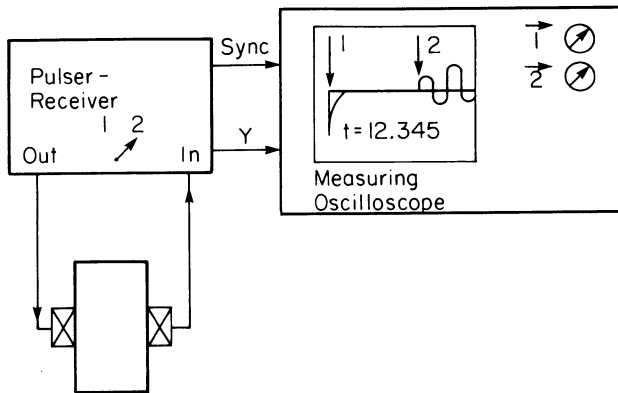 Pulser-
Receiver
1 2
Out In
Sync
Y
1 2
t=12.345
Measuring
Oscilloscope
1
2